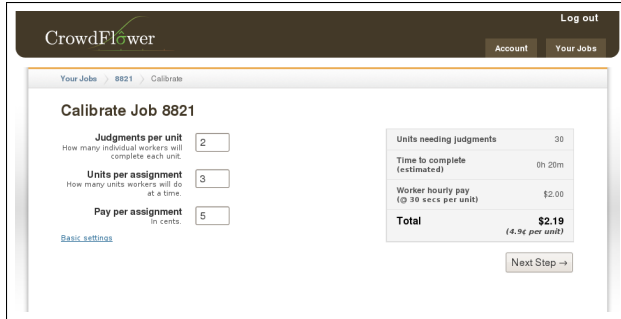 Log out
CrowdFlower
Account Your Jobs
Your Jobs 8821 Calibrate
Calibrate Job 8821
Judgments per unit
How many individual workers will
complete each unit.
2
Units per assignment
How many units workers will do
at a time.
3
Pay per assignment
In cents.
5
Basic settings
Units needing judgments 30
Time to complete
(estimated)
0h 20m
Worker hourly pay
(@ 30 secs per unit)
$2.00
Total $2.19
(4.9¢ per unit)
Next Step →